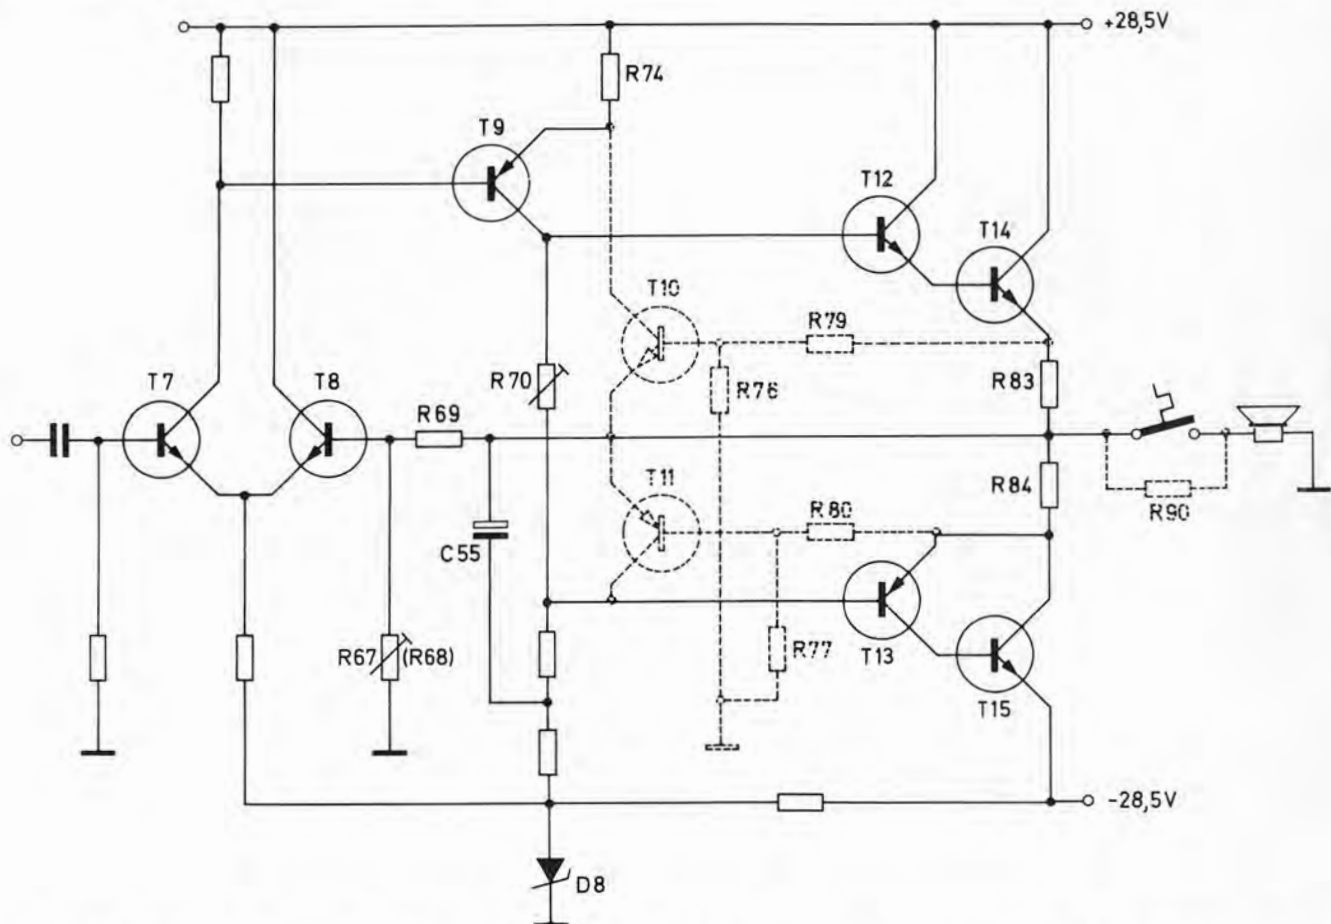 +28,5V
R74
T9
T12
T14
T10
R79
R70
R76
R83
T7
T8
R69
T11
R84
R80
R90
C55
R67
(R68)
R77
T13
T15
-28,5V
D8